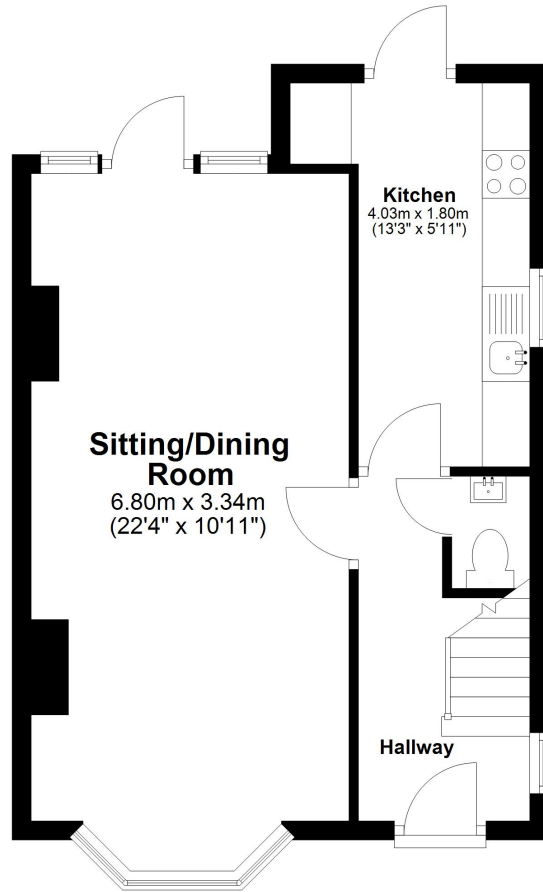 Kitchen
4.03m x 1.80m
(13'3" x 5'11")
Sitting/Dining
Room
6.80m x 3.34m
(22'4" x 10'11")
Hallway